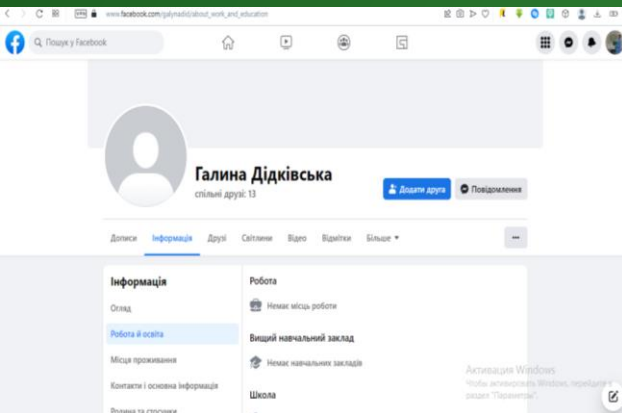 www.facebook.com/galynadid/about_work_and_education
Пошук у Facebook
Галина Дідківська
спільні друзі: 13
Додати друга
Повідомлення
Дописи Інформація Друзі Світлини Відео Відмітки Більше
Інформація
Огляд
Робота й освіта
Місця проживання
Контакти і основна інформація
Родина та стосунки
Робота
Немає місць роботи
Вищий навчальний заклад
Немає навчальних закладів
Школа
Активация Windows
Чтобы активировать Windows, перейдите в
раздел "Параметры".